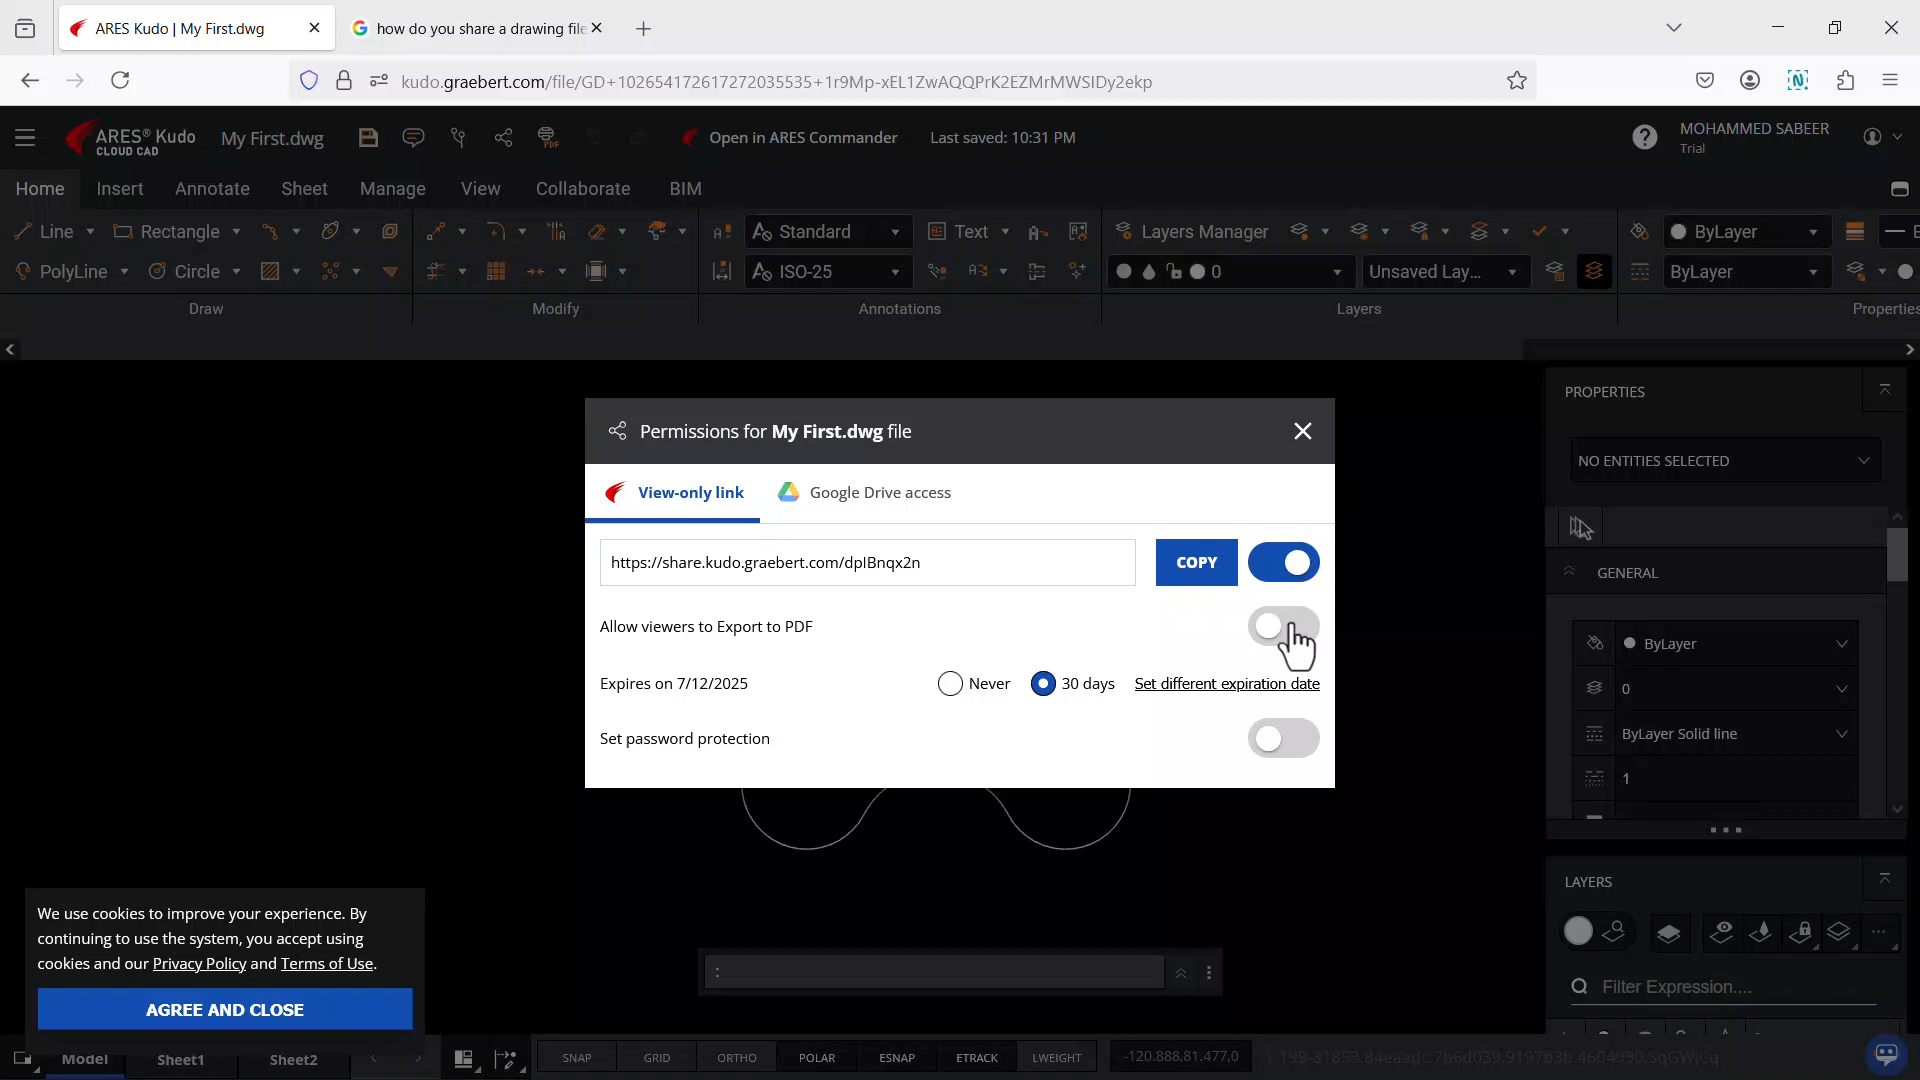 ARES Kudo | My First.dwg
how do you share a drawing file
kudo.graebert.com/file/GD+102654172617272035535+1r9Mp-xEL1ZwAQQPrK2EZMrMWSIDy2ekp
ARES® Kudo
CLOUD CAD
My First.dwg
PDF
Open in ARES Commander
Last saved: 10:31 PM
MOHAMMED SABEER
Trial
Home
Insert
Annotate
Sheet
Manage
View
Collaborate
BIM
Line
Rectangle
Standard
Text
Layers Manager
ByLayer
PolyLine
Circle
ISO-25
0
Unsaved Lay...
ByLayer
Draw
Modify
Annotations
Layers
Properties
PROPERTIES
NO ENTITIES SELECTED
GENERAL
ByLayer
0
ByLayer Solid line
1
Permissions for My First.dwg file
View-only link
Google Drive access
https://share.kudo.graebert.com/dplBnqx2n
COPY
Allow viewers to Export to PDF
Expires on 7/12/2025
Never
30 days
Set different expiration date
Set password protection
LAYERS
Filter Expression....
We use cookies to improve your experience. By
continuing to use the system, you accept using
cookies and our Privacy Policy and Terms of Use.
AGREE AND CLOSE
:
Model
Sheet1
Sheet2
SNAP
GRID
ORTHO
POLAR
ESNAP
ETRACK
LWEIGHT
-120.888,81.477,0